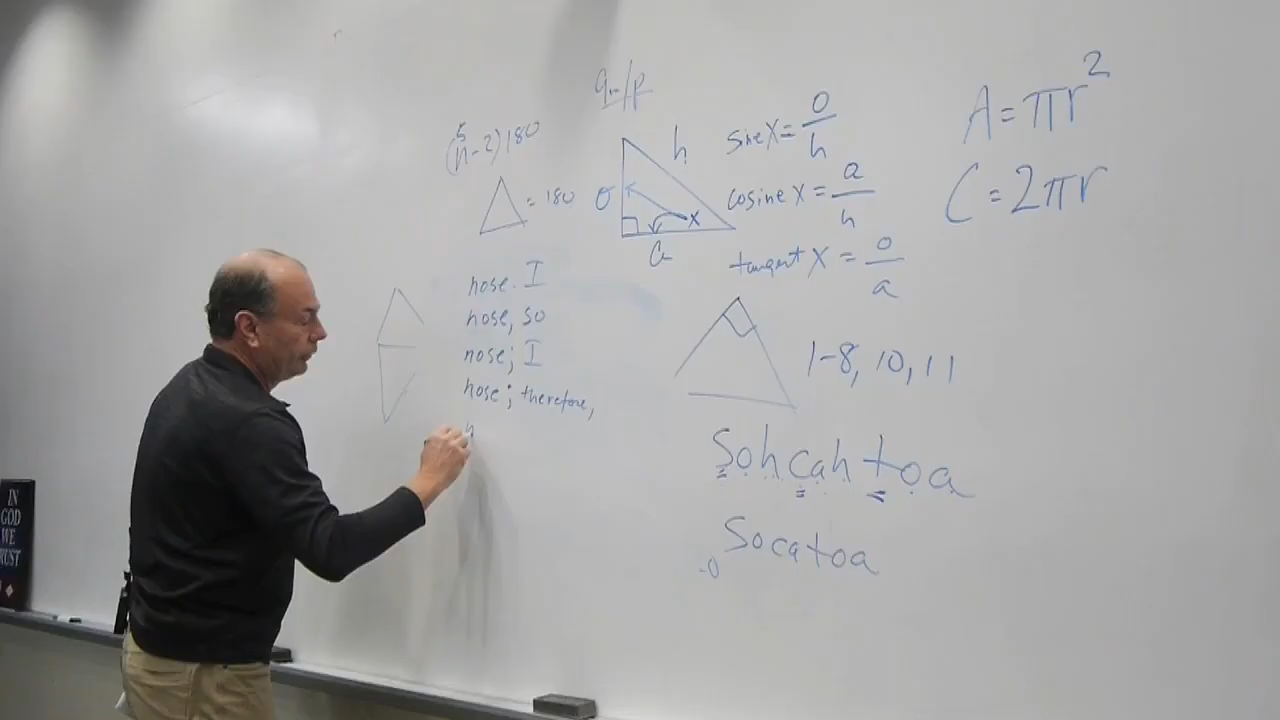 5
(n-2)180
= 180
h
o
x
a
sine X = o/h
cosine X = a/h
tangent X = o/a
A = πr²
C = 2πr
nose. I
nose, so
nose; I
nose; therefore,
n
1-8, 10, 11
Sohcahtoa
Socatoa
IN
GOD
WE
TRUST